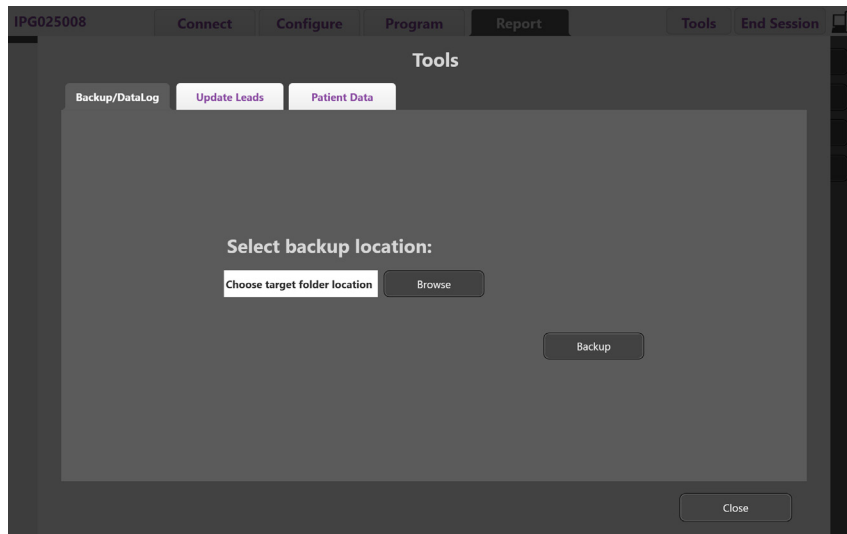 IPG025008 Connect Configure Program Report Tools End Session
Tools
Backup/DataLog Update Leads Patient Data
Select backup location:
Choose target folder location Browse
Backup
Close